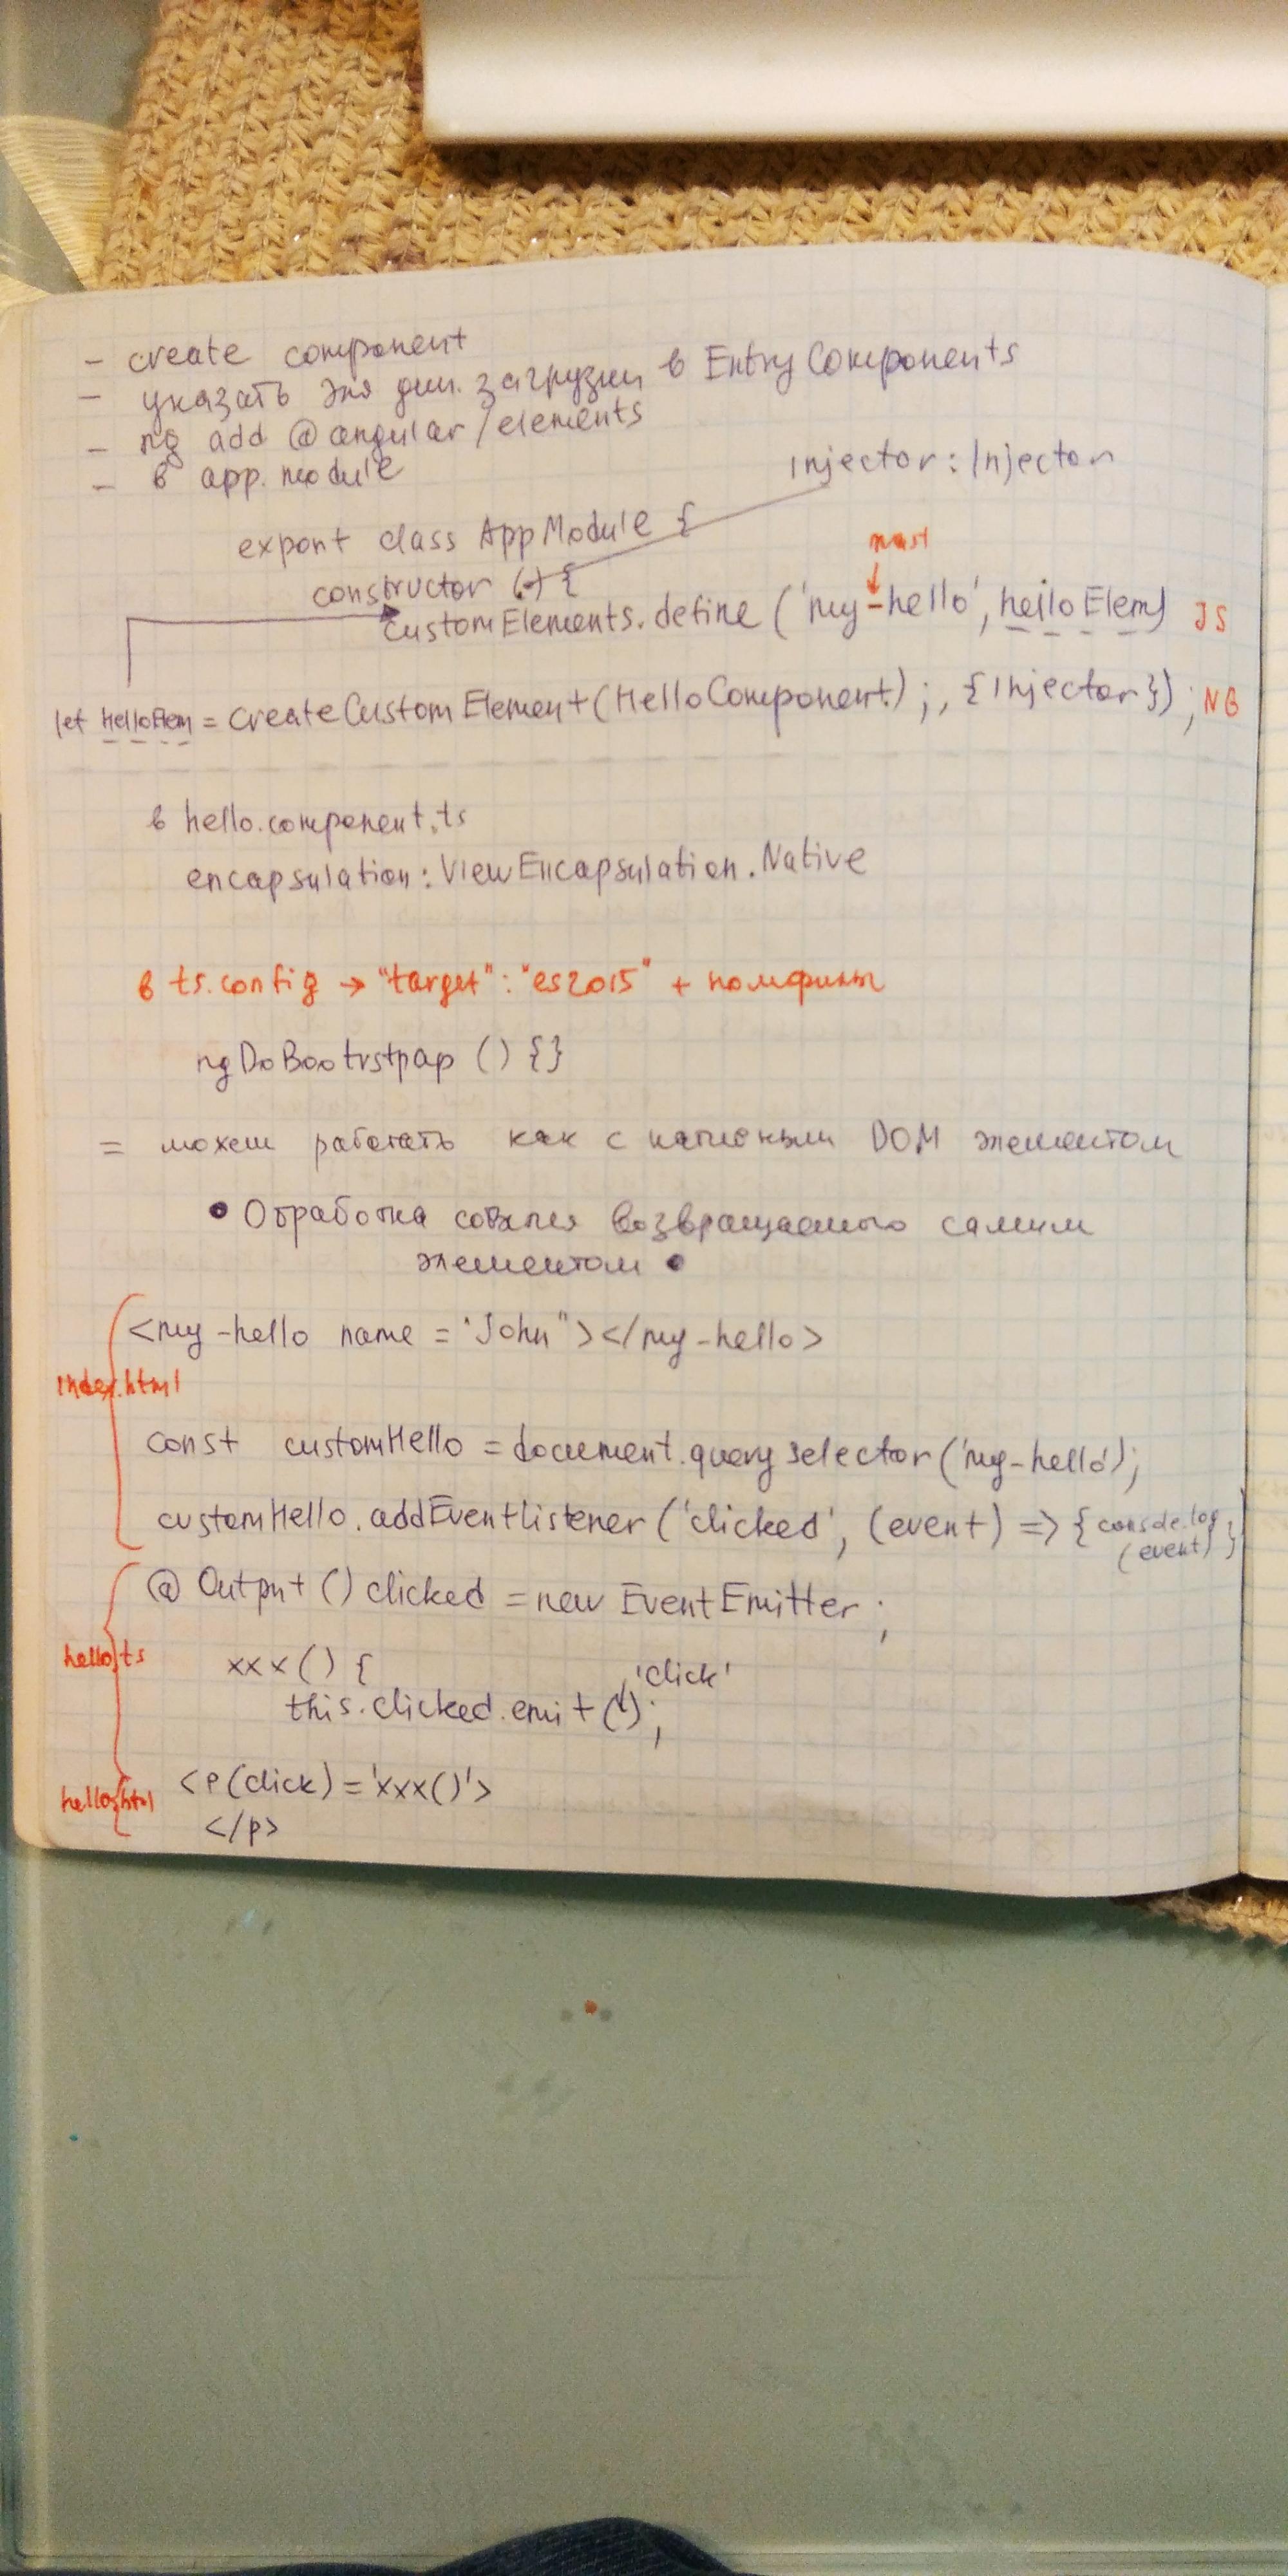 - create component
- указать для дин. загрузки в EntryComponents
- ng add @angular/elements
- в app.module
injector: Injector
export class AppModule {
must
constructor () {
customElements.define ('my-hello', helloElem) JS
let helloElem = createCustomElement(HelloComponent);, {Injector}); NG
в hello.component.ts
encapsulation: ViewEncapsulation.Native
в ts.config → "target": "es2015" + полифилы
ngDoBootrstpap () {}
= можем работать как с нативным DOM элементом
• Обработка события возвращаемого самим
элементом •
<my-hello name = "John"></my-hello>
index.html
const customHello = document.queryselector('my-hello');
customHello.addEventlistener('clicked', (event) => { console.log
(event) }
@Output () clicked = new EventEmitter;
hello.ts
xxx() {
'click'
this.clicked.emit();
<p(click)='xxx()'>
hello.html
</p>